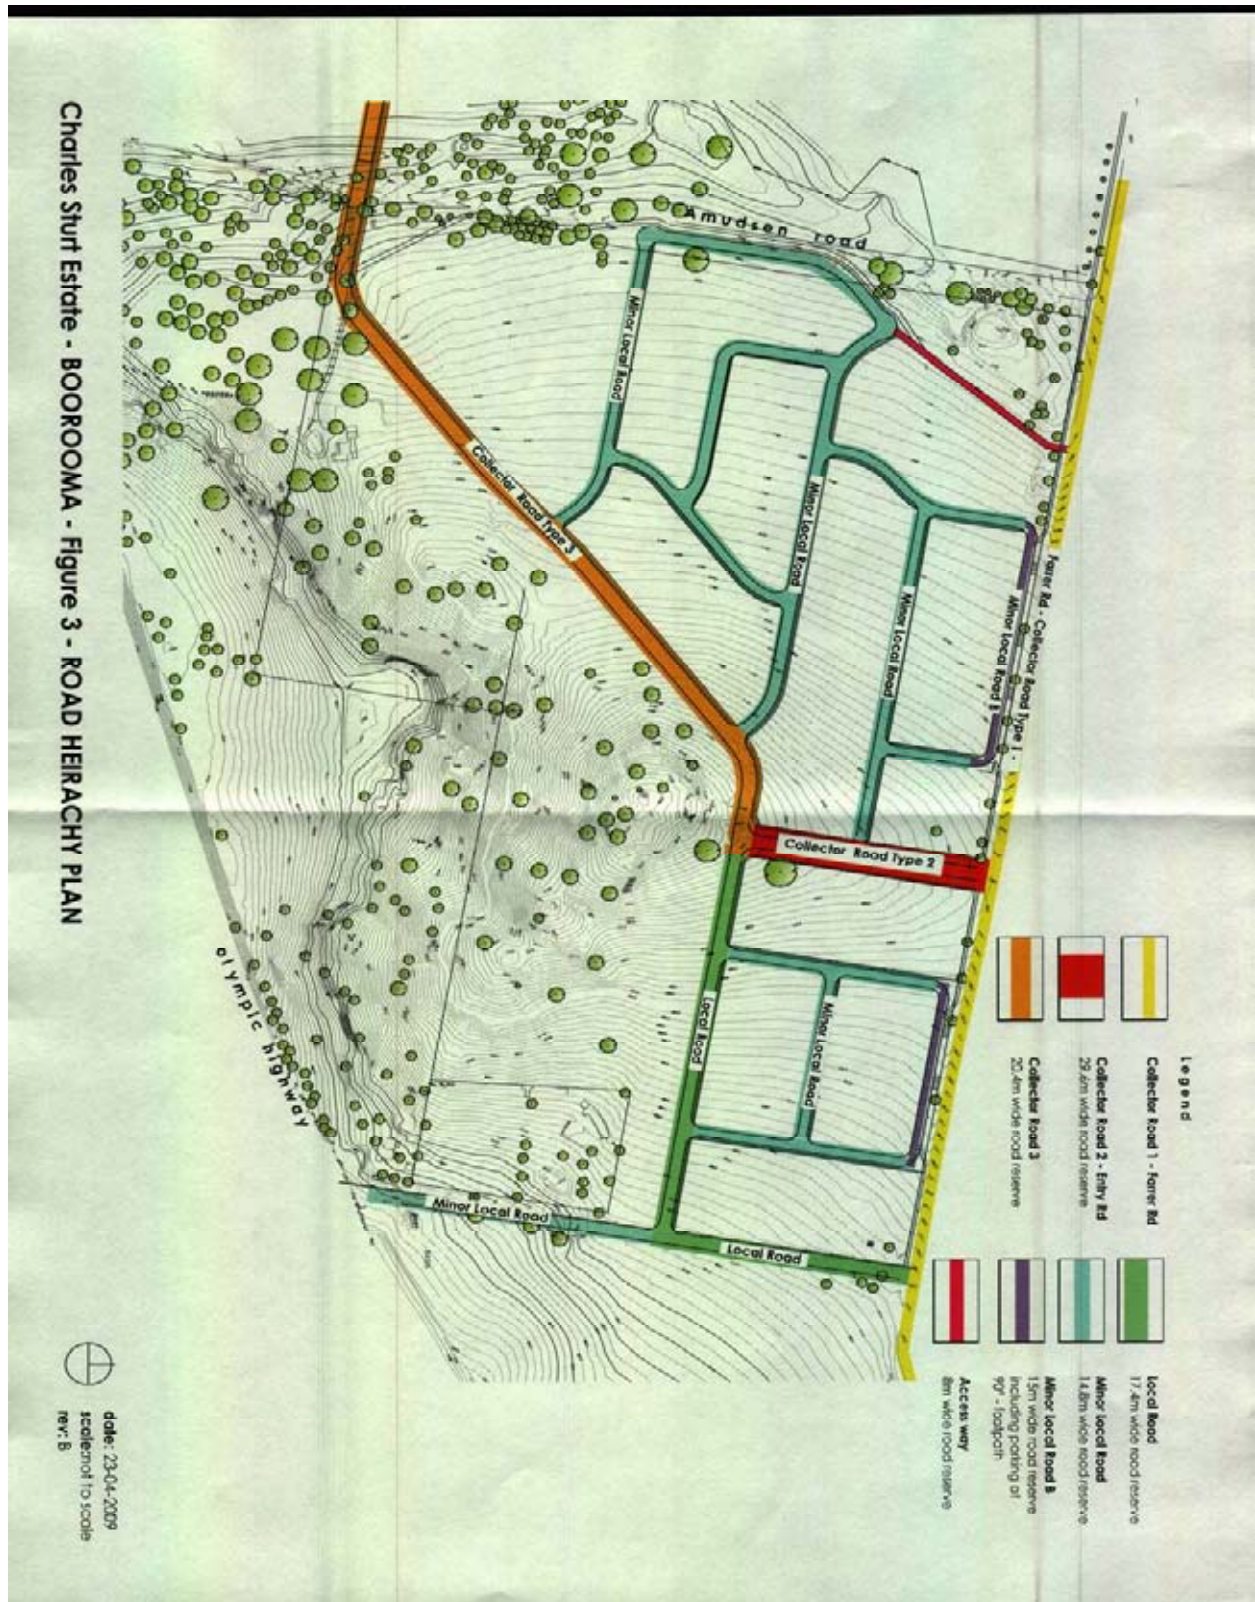 Charles Sturt Estate - BOOROOMA - Figure 3 - ROAD HEIRACHY PLAN
Amudsen road
Minor Local Road
Collector Road Type 3
Minor Local Road
Minor Local Road
Minor Local Road B
Farrer Rd - Collector Road Type 1 -
Collector Road Type 2
Local Road
Minor Local Road
Minor Local Road
Local Road
olympic highway
Legend
Collector Road 1 - Farrer Rd
Collector Road 2 - Entry Rd
29.6m wide road reserve
Collector Road 3
20.4m wide road reserve
Local Road
17.4m wide road reserve
Minor Local Road
14.8m wide road reserve
Minor Local Road B
15m wide road reserve
including parking at
90° - footpath
Access way
8m wide road reserve
date: 23-04-2009
scale:not to scale
rev: B